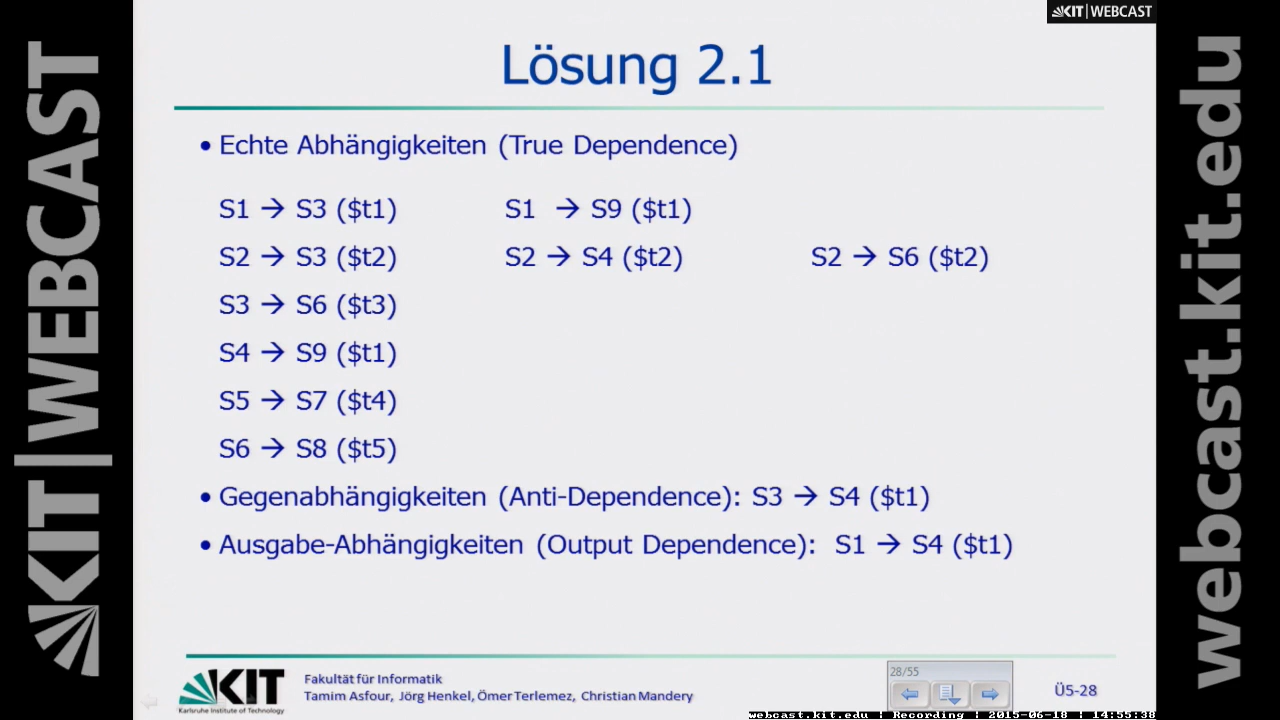 KIT|WEBCAST
Lösung 2.1
• Echte Abhängigkeiten (True Dependence)
S1 → S3 ($t1) S1 → S9 ($t1)
S2 → S3 ($t2) S2 → S4 ($t2) S2 → S6 ($t2)
S3 → S6 ($t3)
S4 → S9 ($t1)
S5 → S7 ($t4)
S6 → S8 ($t5)
• Gegenabhängigkeiten (Anti-Dependence): S3 → S4 ($t1)
• Ausgabe-Abhängigkeiten (Output Dependence): S1 → S4 ($t1)
KIT
Karlsruhe Institute of Technology
Fakultät für Informatik
Tamim Asfour, Jörg Henkel, Ömer Terlemez, Christian Mandery
28/55
Ü5-28
webcast.kit.edu | Recording | 2015-06-18 | 14:55:38
KIT|WEBCAST
webcast.kit.edu